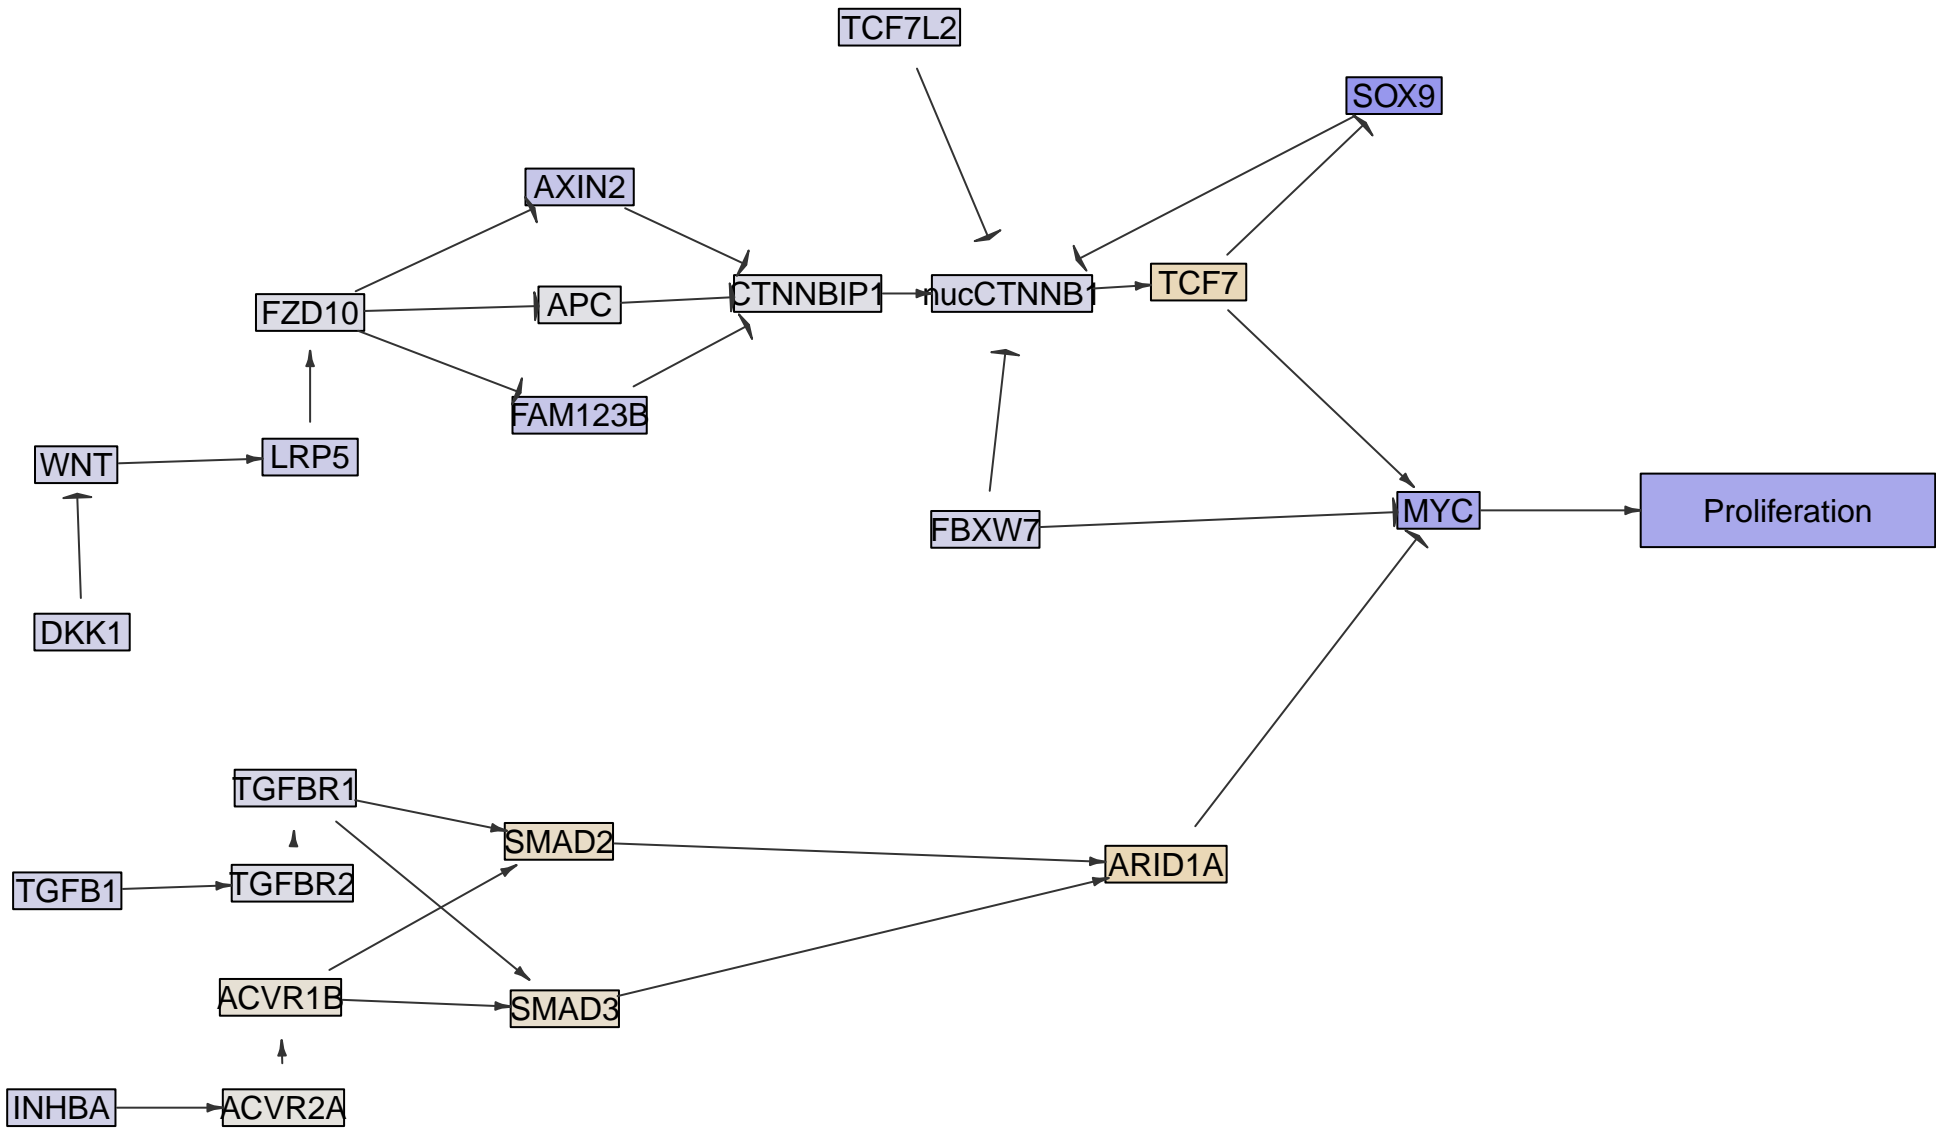 TCF7L2
SOX9
AXIN2
FZD10
APC
CTNNBIP1
nucCTNNB1
TCF7
FAM123B
WNT
LRP5
FBXW7
MYC
Proliferation
DKK1
TGFBR1
SMAD2
TGFB1
TGFBR2
ARID1A
ACVR1B
SMAD3
INHBA
ACVR2A